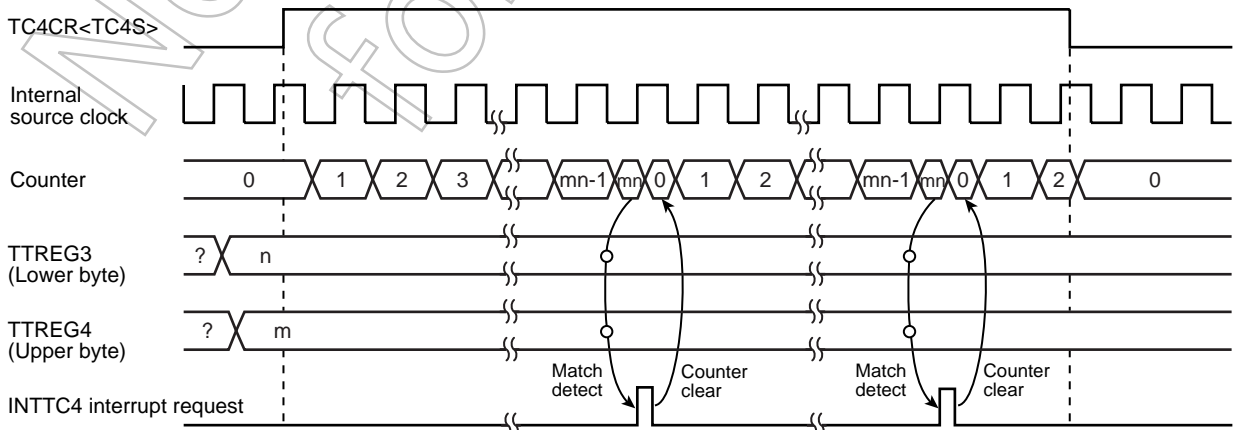 TC4CR<TC4S>
Internal
source clock
Counter
0 1 2 3 mn-1 mn 0 1 2 mn-1 mn 0 1 2 0
TTREG3
(Lower byte)
? n
TTREG4
(Upper byte)
? m
Match
detect
Counter
clear
Match
detect
Counter
clear
INTTC4 interrupt request